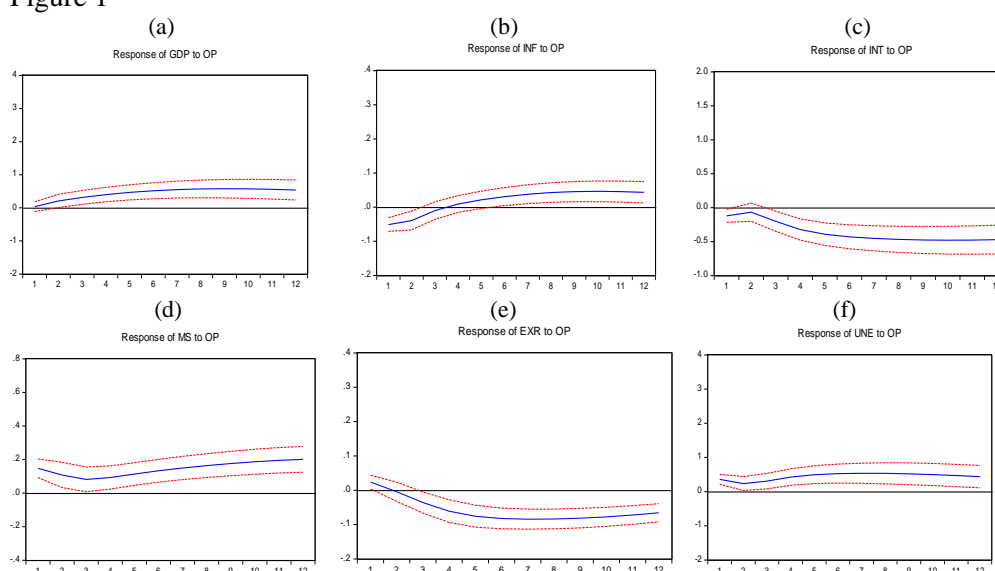 Figure 1
(a)
Response of GDP to OP
4
3
2
1
0
-1
-2
1 2 3 4 5 6 7 8 9 10 11 12
(b)
Response of INF to OP
.4
.3
.2
.1
.0
-.1
-.2
1 2 3 4 5 6 7 8 9 10 11 12
(c)
Response of INT to OP
2.0
1.5
1.0
0.5
0.0
-0.5
-1.0
1 2 3 4 5 6 7 8 9 10 11 12
(d)
Response of MS to OP
.8
.6
.4
.2
.0
-.2
-.4
1 2 3 4 5 6 7 8 9 10 11 12
(e)
Response of EXR to OP
.4
.3
.2
.1
.0
-.1
-.2
1 2 3 4 5 6 7 8 9 10 11 12
(f)
Response of UNE to OP
4
3
2
1
0
-1
-2
1 2 3 4 5 6 7 8 9 10 11 12